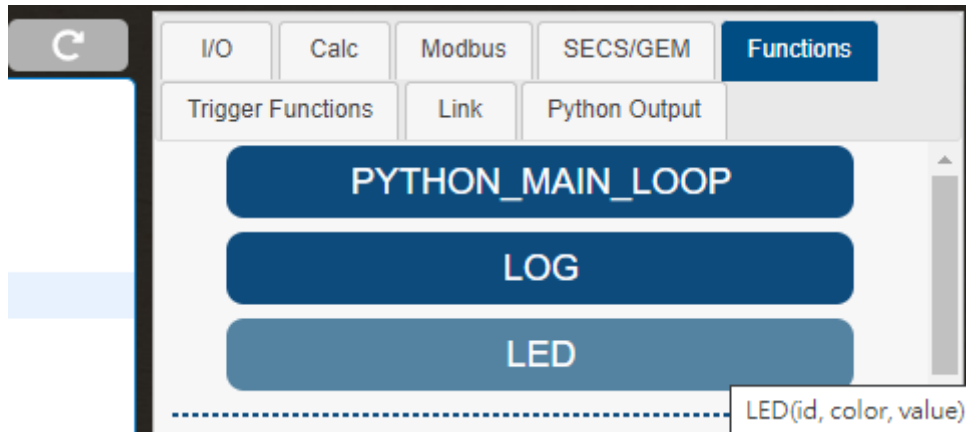 I/O Calc Modbus SECS/GEM Functions
Trigger Functions Link Python Output
PYTHON_MAIN_LOOP
LOG
LED
LED(id, color, value)